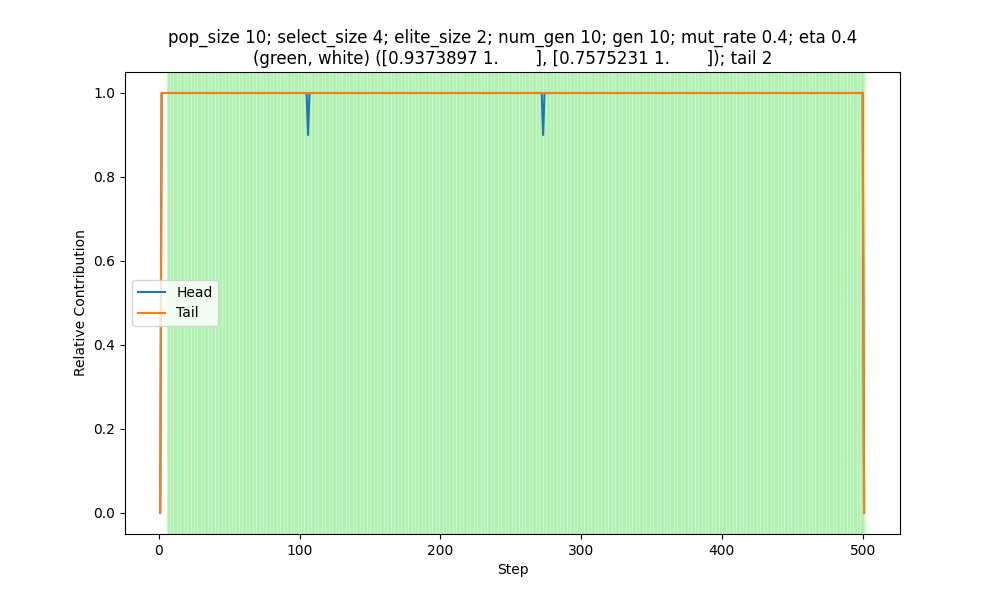 pop_size 10; select_size 4; elite_size 2; num_gen 10; gen 10; mut_rate 0.4; eta 0.4
(green, white) ([0.9373897 1.       ], [0.7575231 1.       ]); tail 2
1.0
0.8
0.6
0.4
0.2
0.0
Relative Contribution
Head
Tail
0 100 200 300 400 500
Step